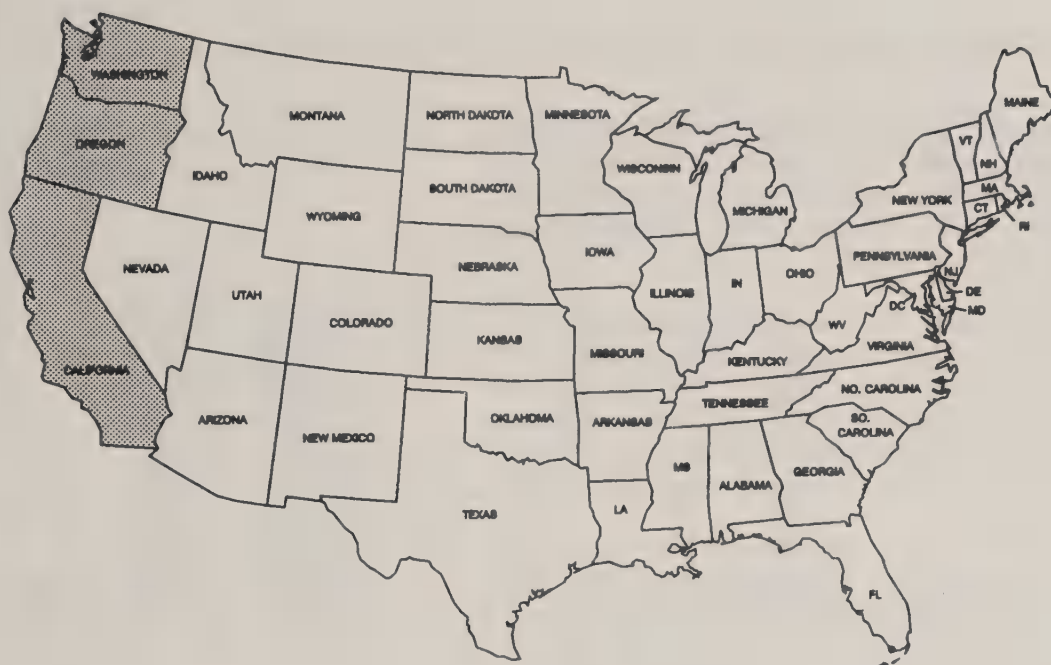 WASHINGTON
MONTANA
NORTH DAKOTA
MINNESOTA
MAINE
OREGON
IDAHO
WYOMING
SOUTH DAKOTA
WISCONSIN
MICHIGAN
VT
NH
NEW YORK
MA
CT
RI
NEVADA
UTAH
COLORADO
NEBRASKA
IOWA
ILLINOIS
IN
OHIO
PENNSYLVANIA
NJ
DE
MD
DC
WV
VIRGINIA
CALIFORNIA
KANSAS
MISSOURI
KENTUCKY
ARIZONA
NEW MEXICO
OKLAHOMA
ARKANSAS
TENNESSEE
NO. CAROLINA
SO.
CAROLINA
TEXAS
LA
MS
ALABAMA
GEORGIA
FL